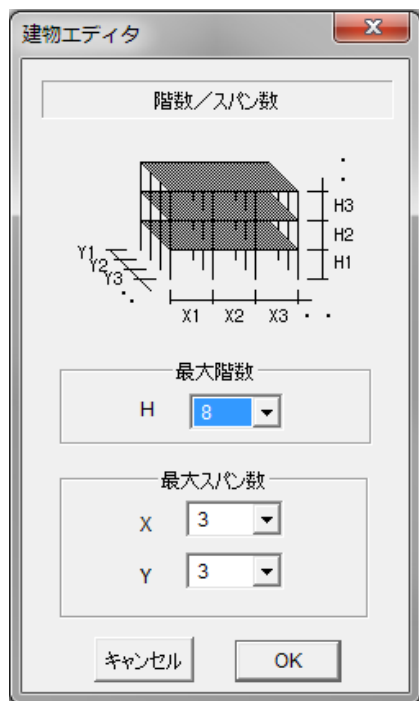 建物エディタ
階数／スパン数
H3
H2
H1
Y1
Y2
Y3
X1 X2 X3
最大階数
H 8
最大スパン数
X 3
Y 3
キャンセル OK